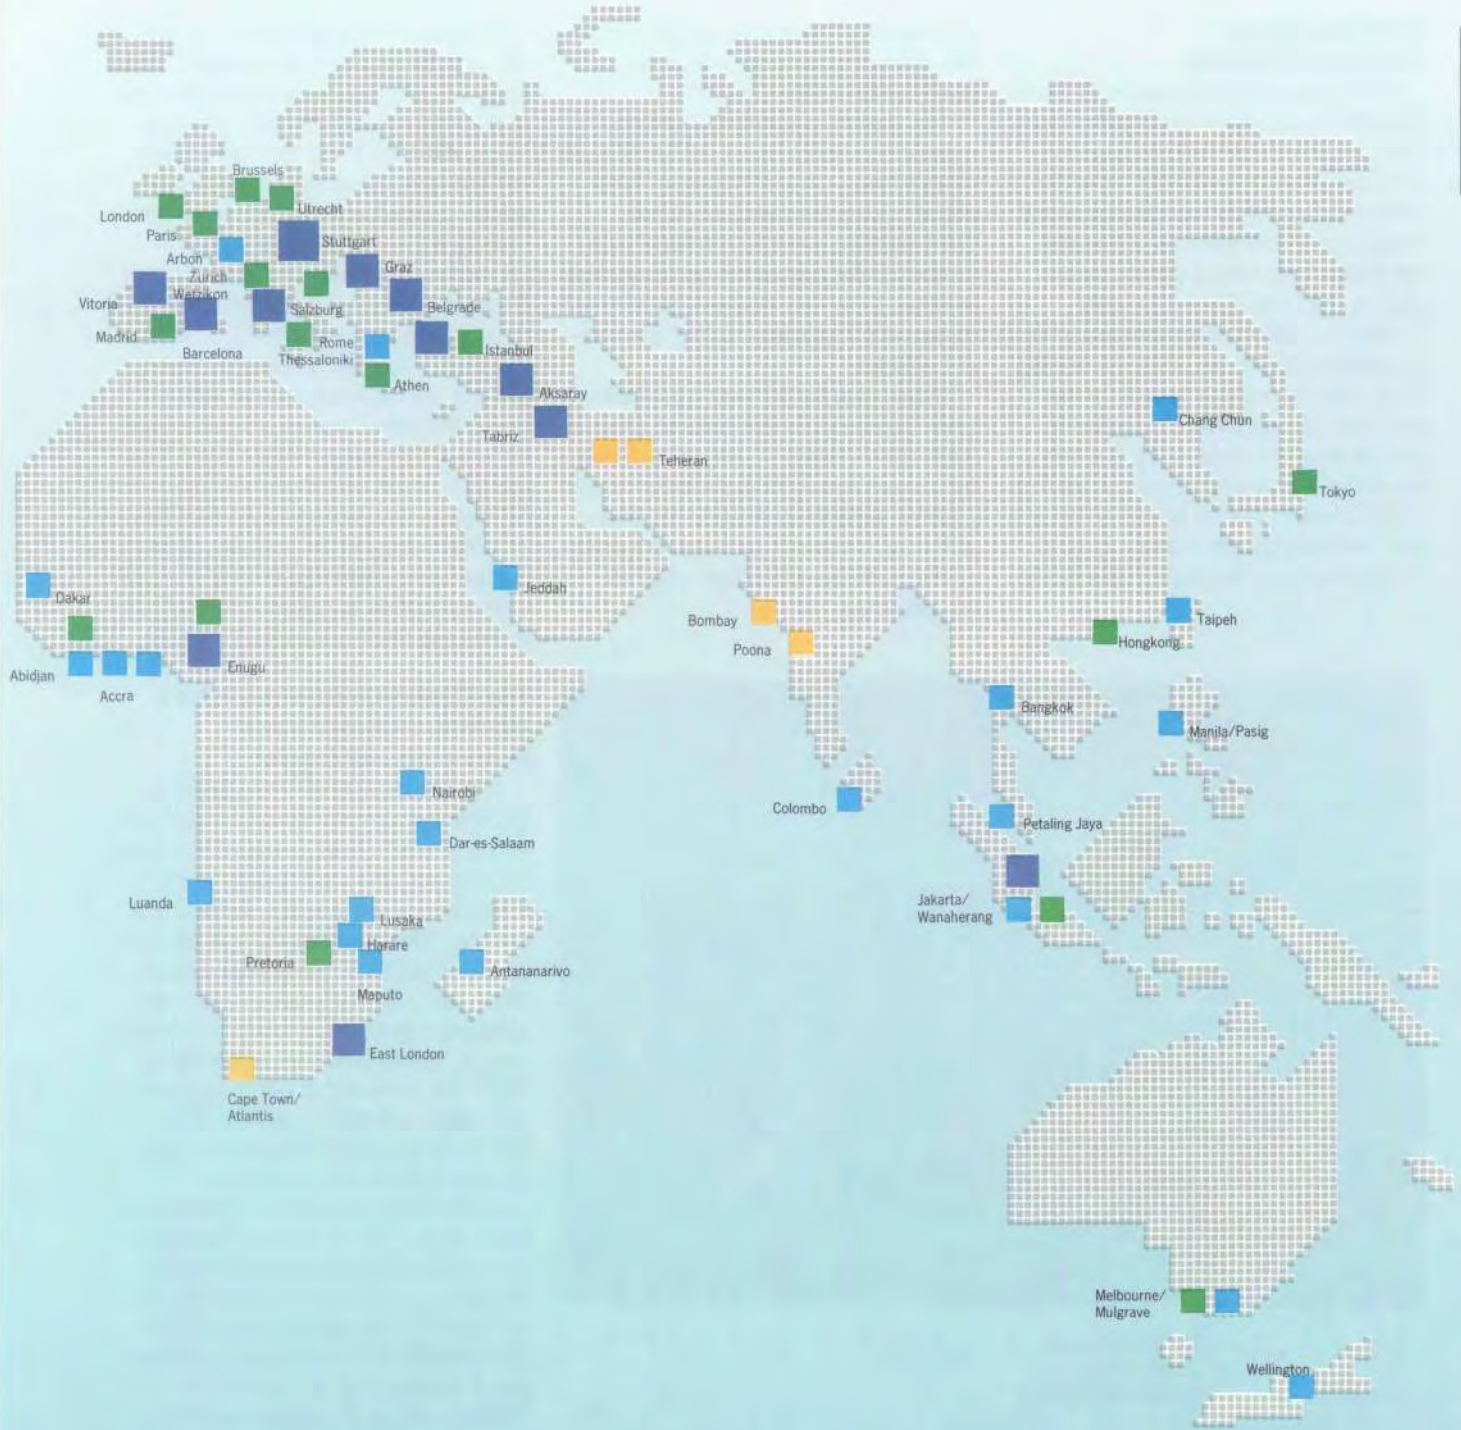 Brussels
Utrecht
London
Paris
Stuttgart
Arbon
Graz
Zürich
Wetzikon
Vitoria
Salzburg
Belgrade
Madrid
Rome
Barcelona
Thessaloniki
Istanbul
Athen
Aksaray
Tabriz
Teheran
Chang Chun
Tokyo
Jeddah
Dakar
Bombay
Taipeh
Hongkong
Poona
Enugu
Abidjan
Accra
Bangkok
Manila/Pasig
Nairobi
Colombo
Petaling Jaya
Dar-es-Salaam
Luanda
Jakarta/
Wanaherang
Lusaka
Harare
Pretoria
Antananarivo
Maputo
East London
Cape Town/
Atlantis
Melbourne/
Mulgrave
Wellington